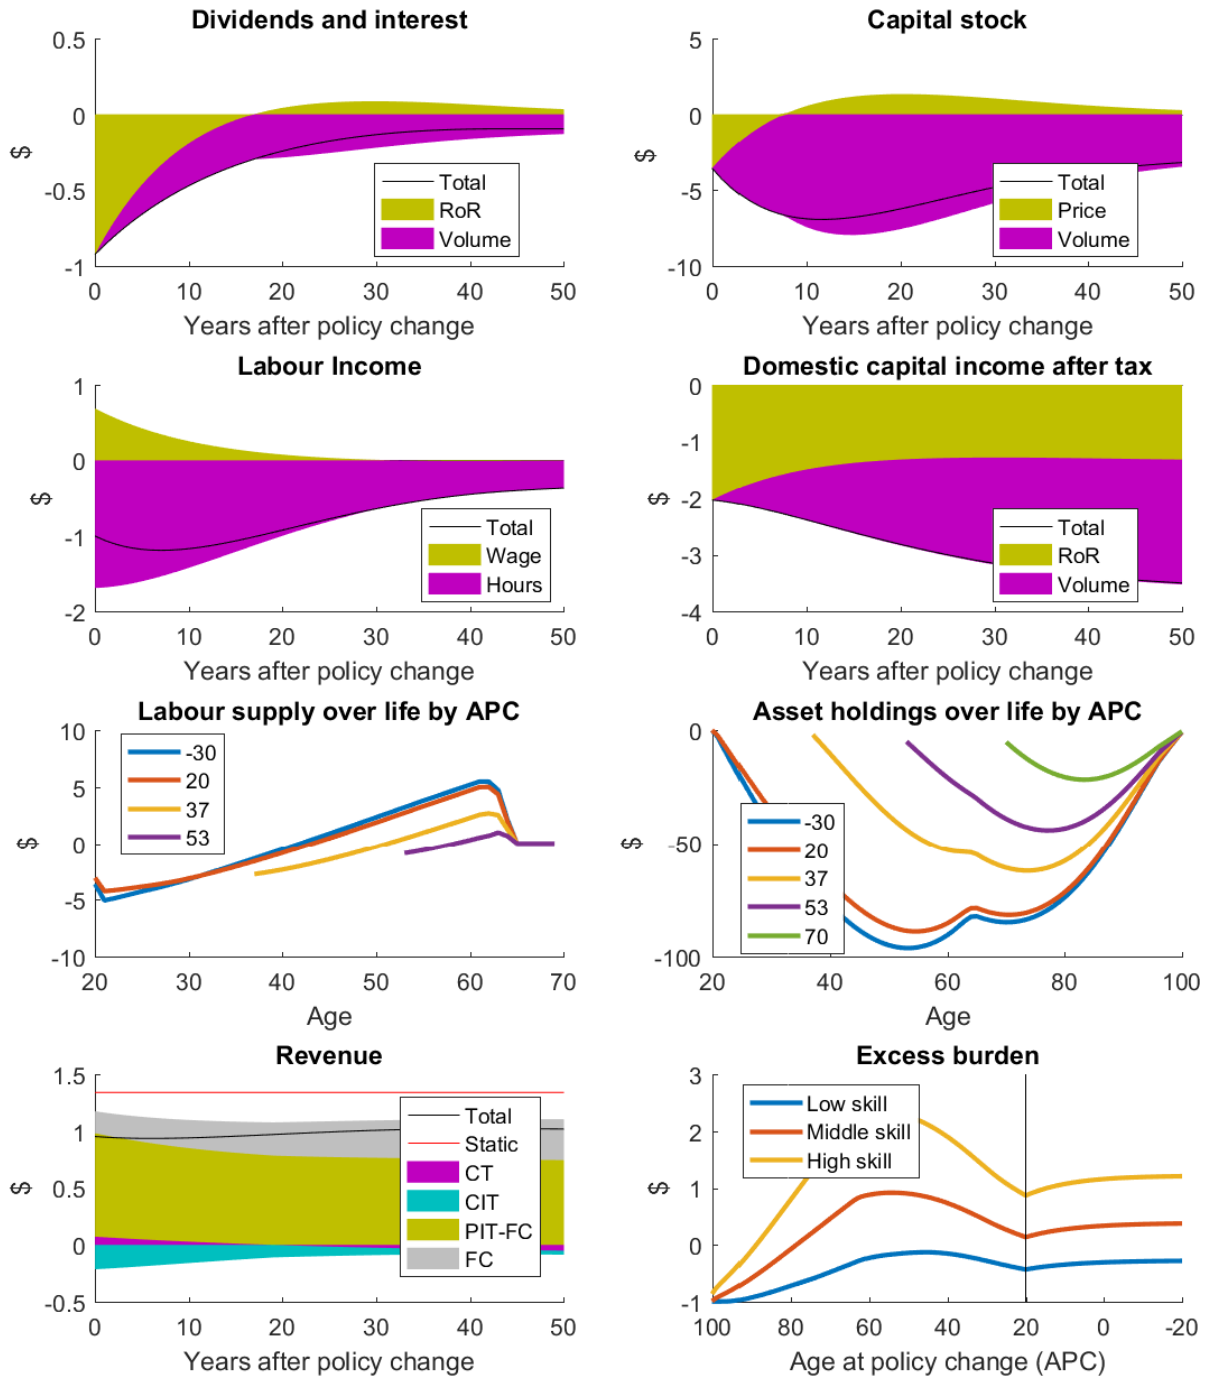 Dividends and interest
0.5
0
-0.5
-1
$
Total
RoR
Volume
0 10 20 30 40 50
Years after policy change
Capital stock
5
0
-5
-10
$
Total
Price
Volume
0 10 20 30 40 50
Years after policy change
Labour Income
1
0
-1
-2
$
Total
Wage
Hours
0 10 20 30 40 50
Years after policy change
Domestic capital income after tax
0
-1
-2
-3
-4
$
Total
RoR
Volume
0 10 20 30 40 50
Years after policy change
Labour supply over life by APC
10
5
0
-5
-10
$
-30
20
37
53
20 30 40 50 60 70
Age
Asset holdings over life by APC
0
-50
-100
$
-30
20
37
53
70
20 40 60 80 100
Age
Revenue
1.5
1
0.5
0
-0.5
$
Total
Static
CT
CIT
PIT-FC
FC
0 10 20 30 40 50
Years after policy change
Excess burden
3
2
1
0
-1
$
Low skill
Middle skill
High skill
100 80 60 40 20 0 -20
Age at policy change (APC)